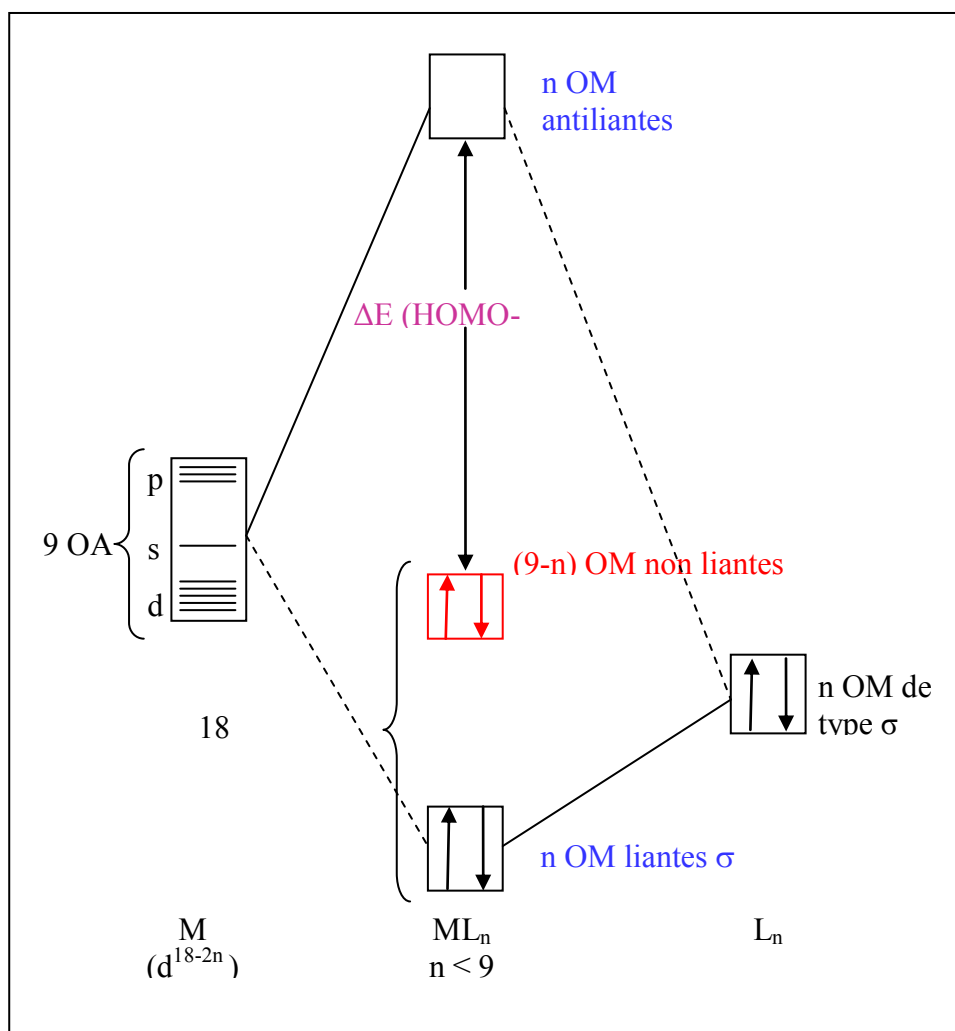 n OM
antiliantes
ΔE (HOMO-
p
9 OA
s
d
(9-n) OM non liantes
18
n OM de
type σ
n OM liantes σ
M
(d¹⁸⁻²ⁿ)
MLₙ
n < 9
Lₙ